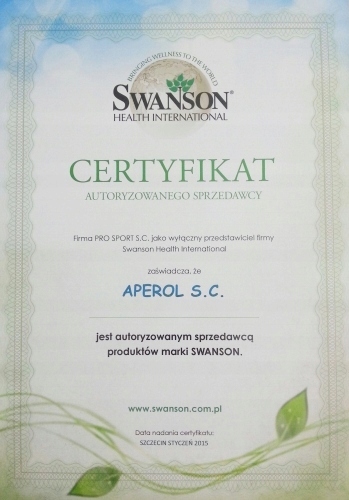 BRINGING WELLNESS TO THE WORLD
SWANSON®
HEALTH INTERNATIONAL
CERTYFIKAT
AUTORYZOWANEGO SPRZEDAWCY
Firma PRO SPORT S.C. jako wyłączny przedstawiciel firmy
Swanson Health International
zaświadcza, że
APEROL S.C.
jest autoryzowanym sprzedawcą
produktów marki SWANSON.
www.swanson.com.pl
Data nadania certyfikatu:
SZCZECIN STYCZEŃ 2015